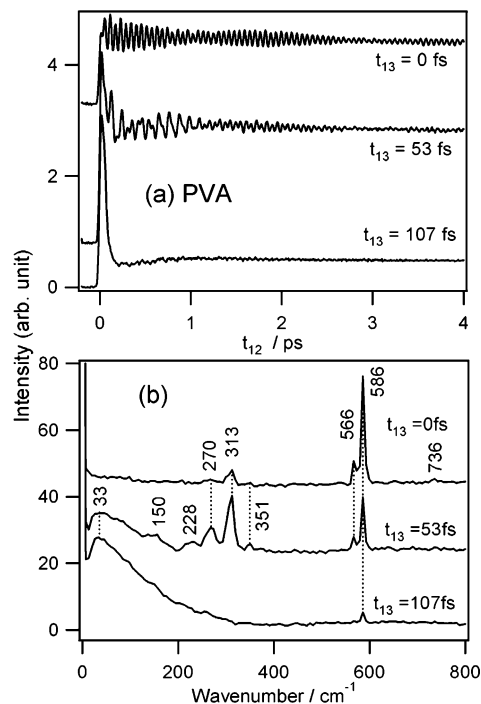 4
t13 = 0 fs
t13 = 53 fs
(a) PVA
2
t13 = 107 fs
0
0 1 2 3 4
t12 / ps
Intensity (arb. unit)
80
(b)
586
566
t13 =0fs
60
313
270
736
40
33
150
228
351
t13 =53fs
20
t13 =107fs
0
0 200 400 600 800
Wavenumber / cm-1